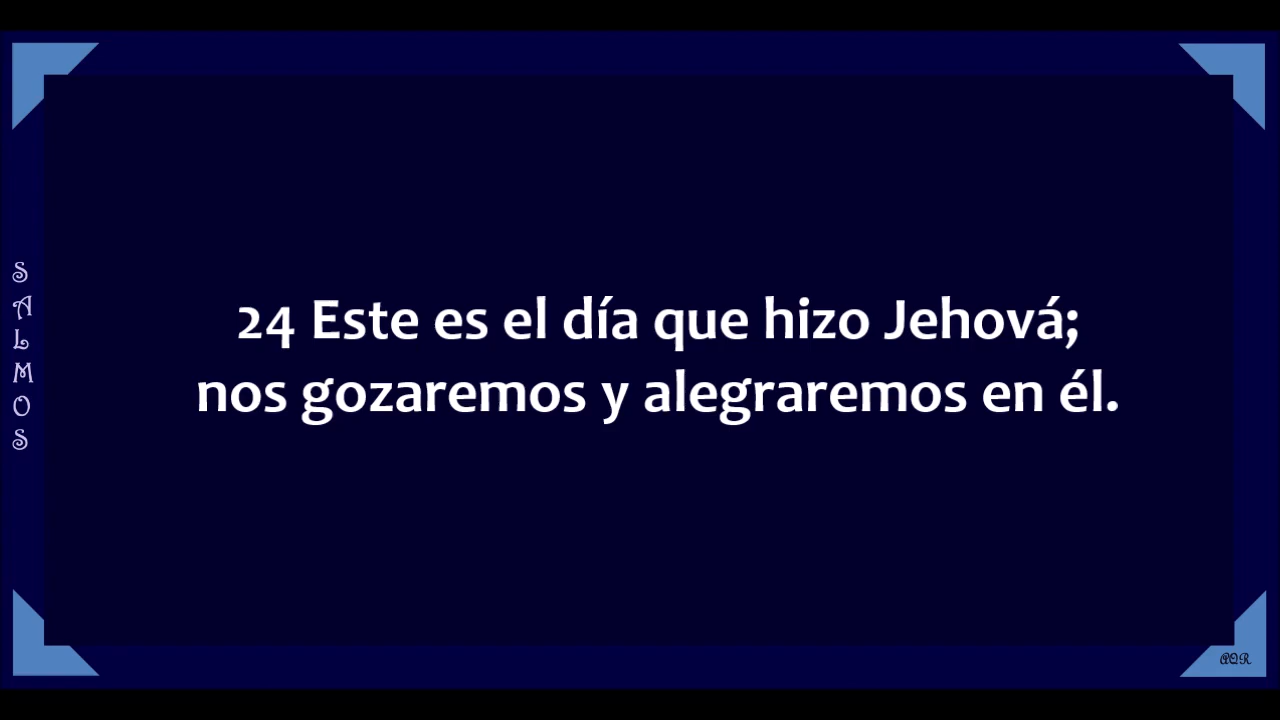 SALMOS
24 Este es el día que hizo Jehová;
nos gozaremos y alegraremos en él.